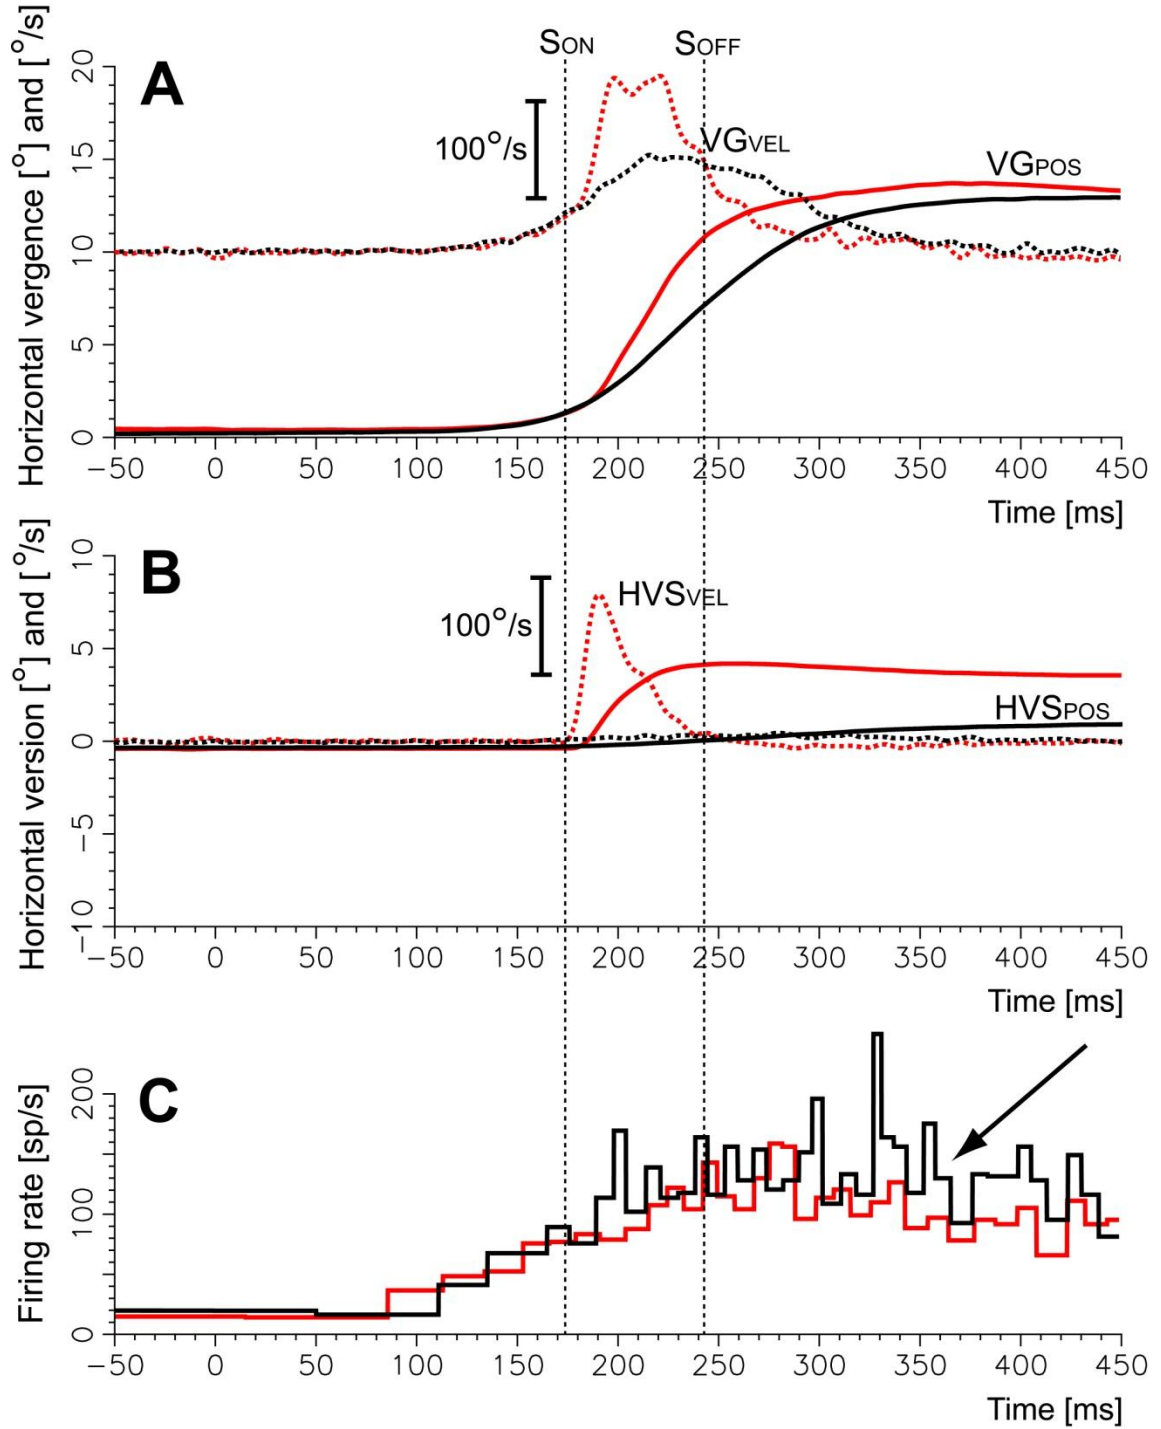 SON SOFF
A
Horizontal vergence [°] and [°/s]
20
15
10
5
0
100°/s
VGVEL
VGPOS
−50 0 50 100 150 200 250 300 350 400 450
Time [ms]
B
Horizontal version [°] and [°/s]
10
5
0
−5
−10
100°/s
HVSVEL
HVSPOS
−50 0 50 100 150 200 250 300 350 400 450
Time [ms]
C
Firing rate [sp/s]
200
100
0
−50 0 50 100 150 200 250 300 350 400 450
Time [ms]